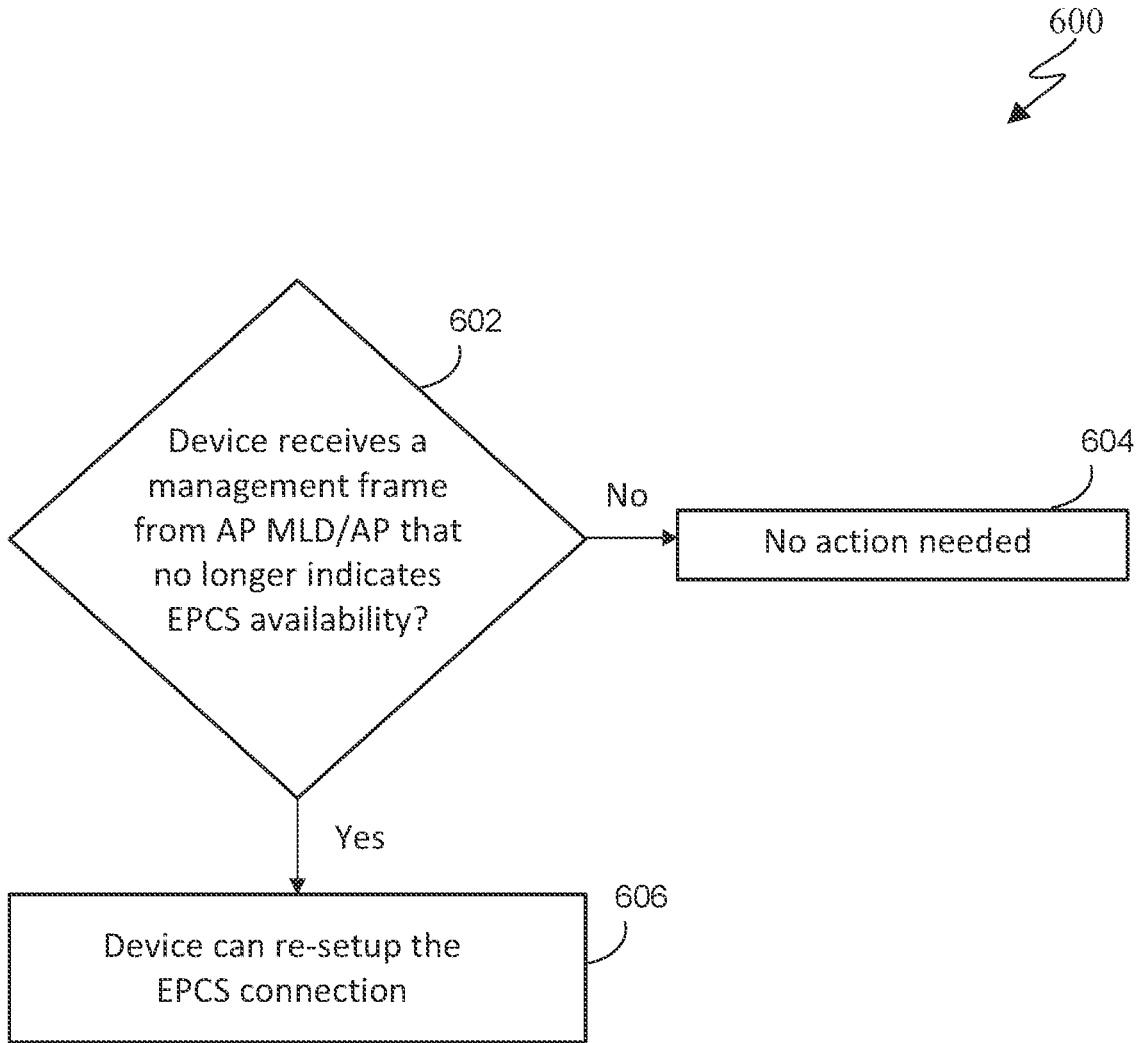 600
602
Device receives a
management frame
from AP MLD/AP that
no longer indicates
EPCS availability?
No
604
No action needed
Yes
606
Device can re-setup the
EPCS connection